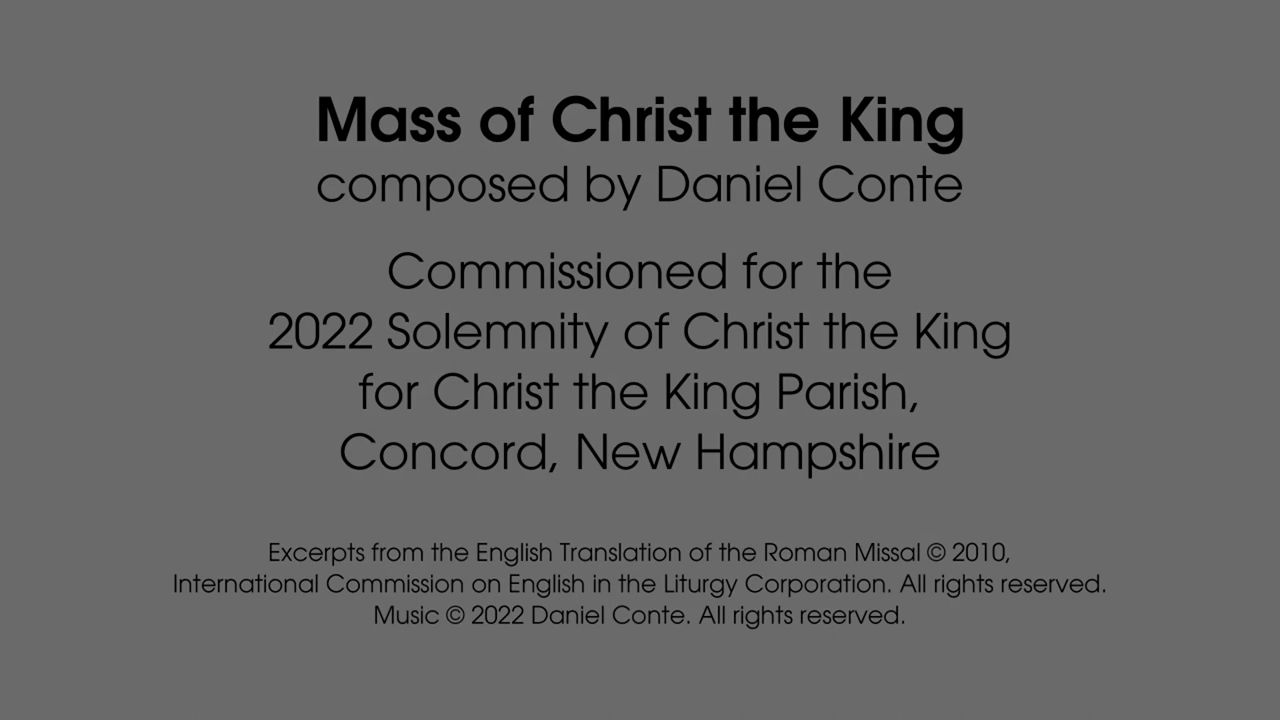 Mass of Christ the King
composed by Daniel Conte
Commissioned for the
2022 Solemnity of Christ the King
for Christ the King Parish,
Concord, New Hampshire
Excerpts from the English Translation of the Roman Missal © 2010,
International Commission on English in the Liturgy Corporation. All rights reserved.
Music © 2022 Daniel Conte. All rights reserved.